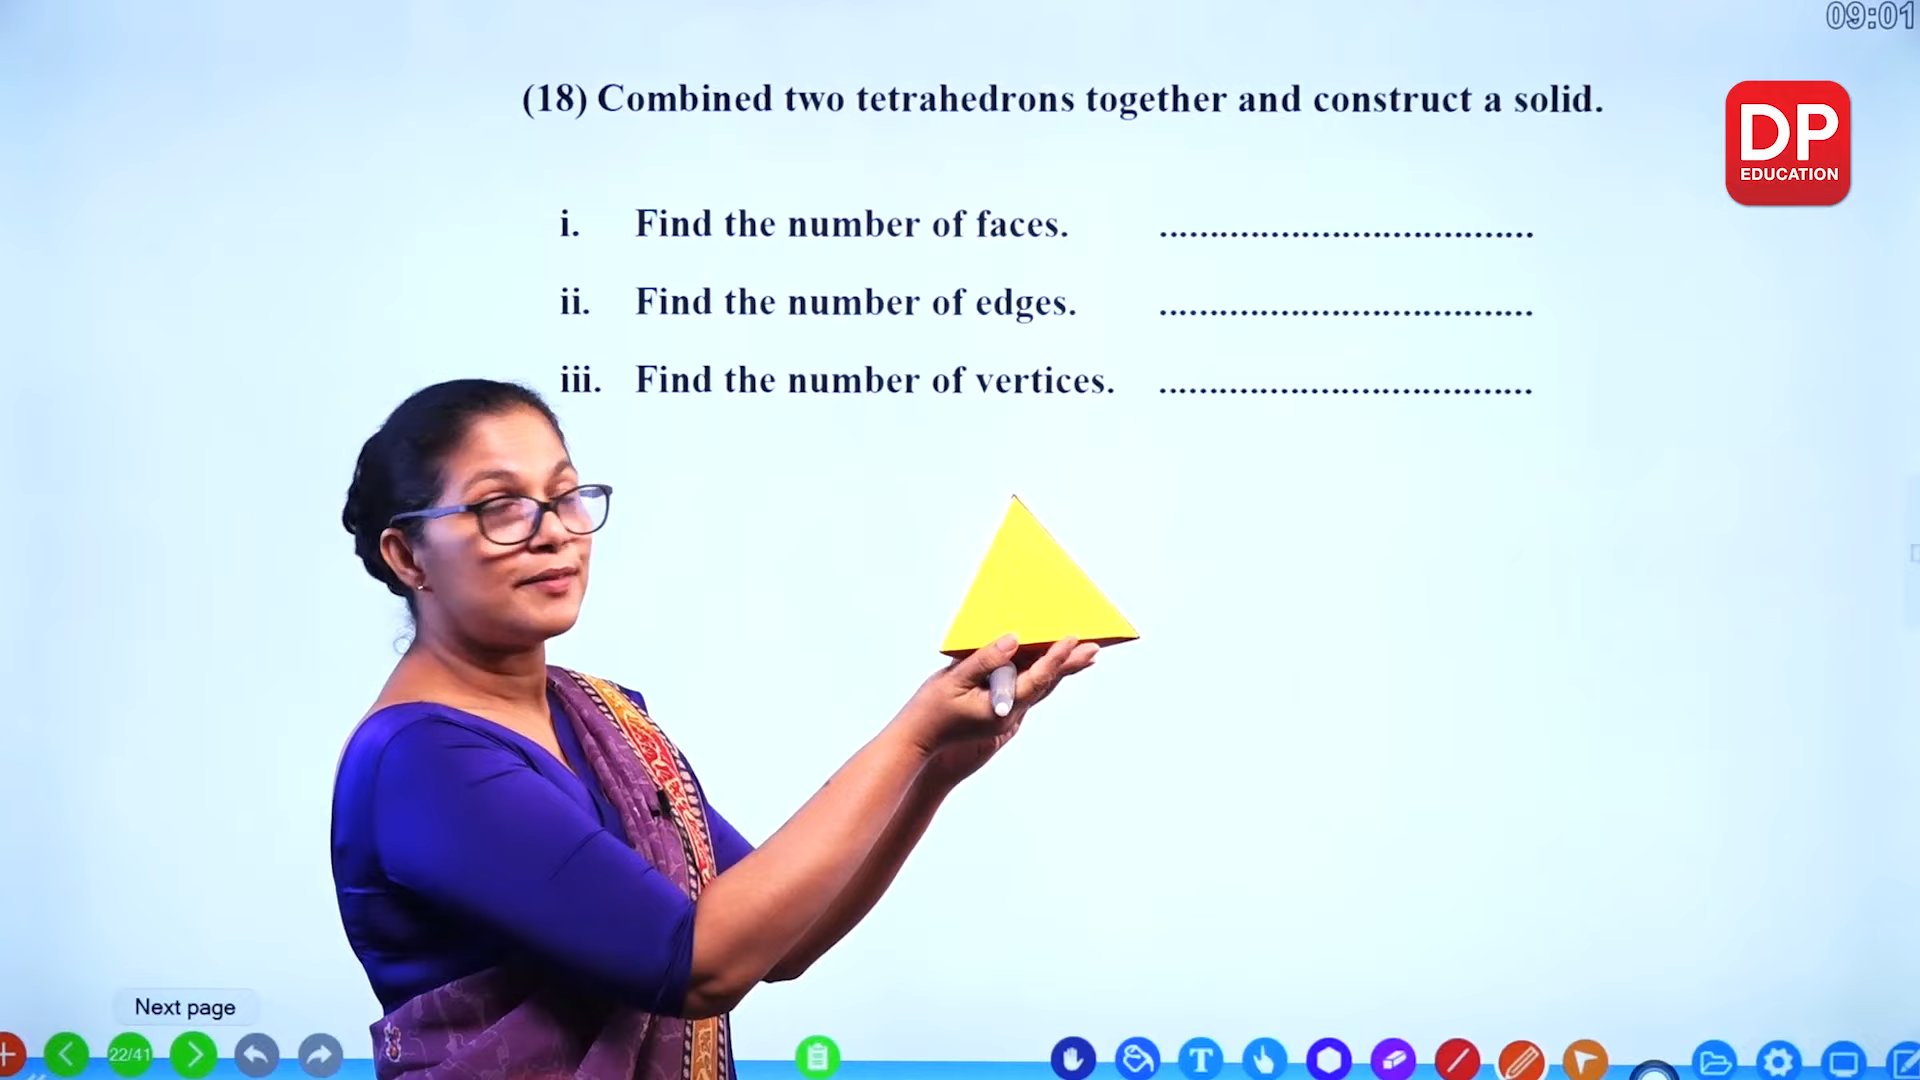 09:01
(18) Combined two tetrahedrons together and construct a solid.
DP
EDUCATION
i. Find the number of faces. .....................................
ii. Find the number of edges. .....................................
iii. Find the number of vertices. .....................................
Next page
22/41
T